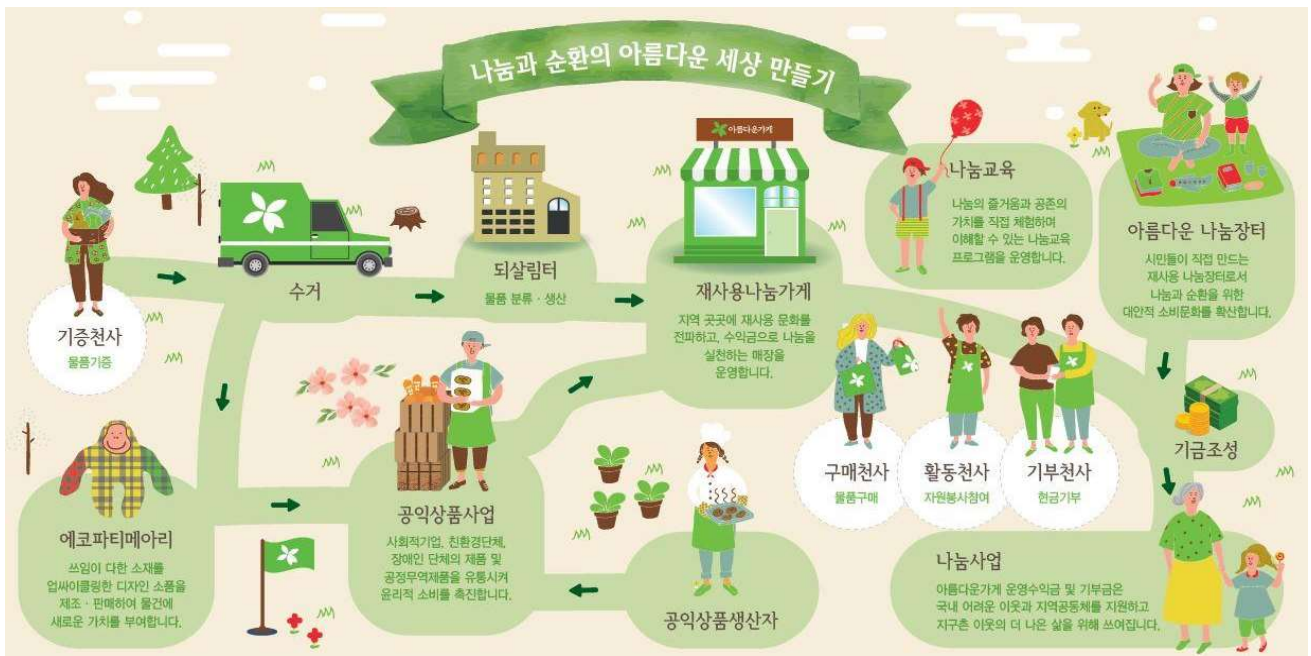 나눔과 순환의 아름다운 세상 만들기
기증천사
물품기증
수거
되살림터
물품 분류 · 생산
아름다운가게
재사용나눔가게
지역 곳곳에 재사용 문화를
전파하고, 수익금으로 나눔을
실천하는 매장을
운영합니다.
나눔교육
나눔의 즐거움과 공존의
가치를 직접 체험하며
이해할 수 있는 나눔교육
프로그램을 운영합니다.
아름다운 나눔장터
시민들이 직접 만드는
재사용 나눔장터로서
나눔과 순환을 위한
대안적 소비문화를 확산합니다.
에코파티메아리
쓰임이 다한 소재를
업싸이클링한 디자인 소품을
제조 · 판매하여 물건에
새로운 가치를 부여합니다.
공익상품사업
사회적기업, 친환경단체,
장애인 단체의 제품 및
공정무역제품을 유통시켜
윤리적 소비를 촉진합니다.
공익상품생산자
구매천사
물품구매
활동천사
자원봉사참여
기부천사
현금기부
기금조성
나눔사업
아름다운가게 운영수익금 및 기부금은
국내 어려운 이웃과 지역공동체를 지원하고
지구촌 이웃의 더 나은 삶을 위해 쓰여집니다.